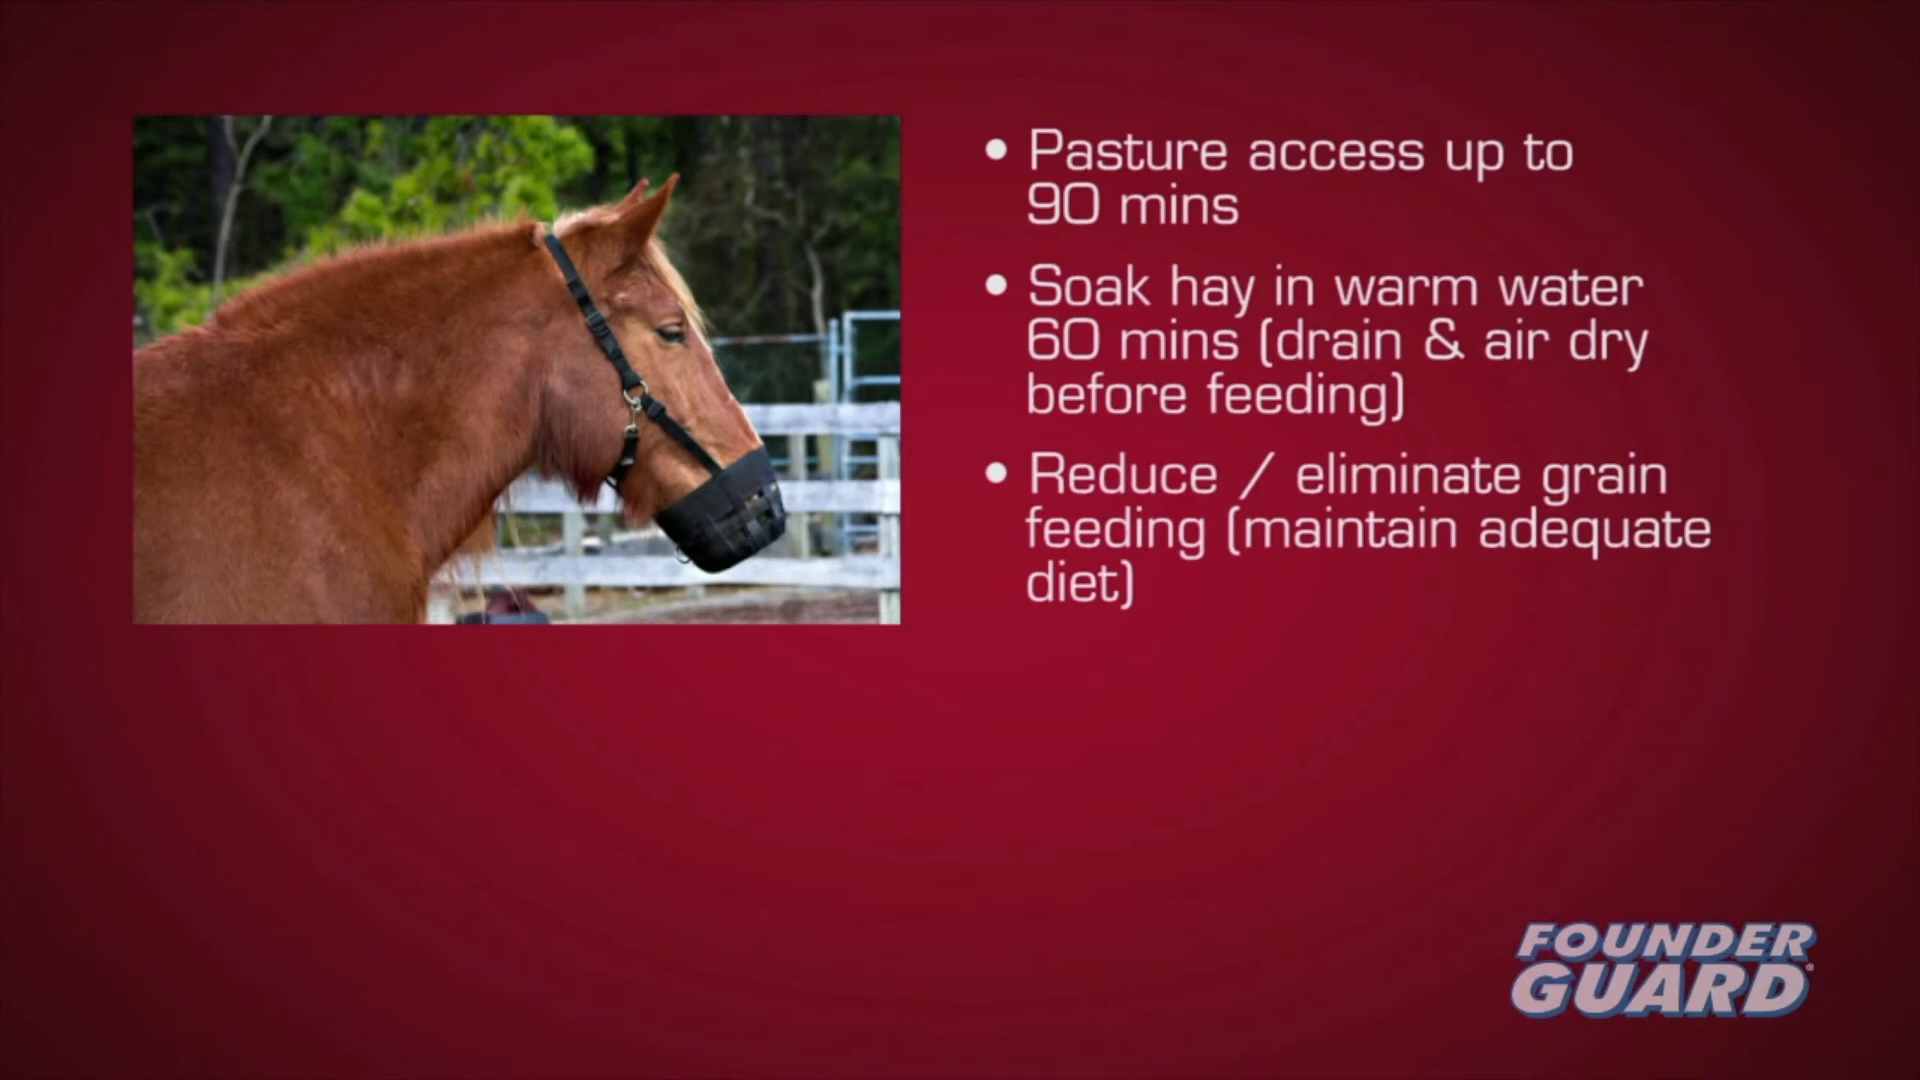 • Pasture access up to
90 mins
• Soak hay in warm water
60 mins (drain & air dry
before feeding)
• Reduce / eliminate grain
feeding (maintain adequate
diet)
FOUNDER
GUARD®